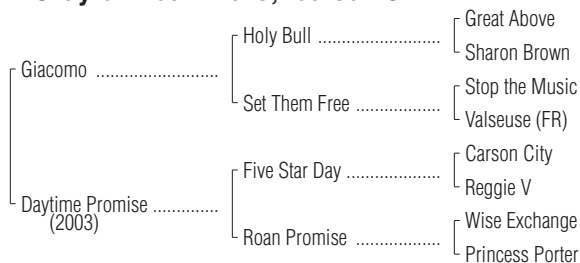 Great Above
Holy Bull ..............................
Sharon Brown
Giacomo ..............................
Stop the Music
Set Them Free ....................
Valseuse (FR)
Carson City
Five Star Day ......................
Reggie V
Daytime Promise ................
(2003)
Wise Exchange
Roan Promise ....................
Princess Porter